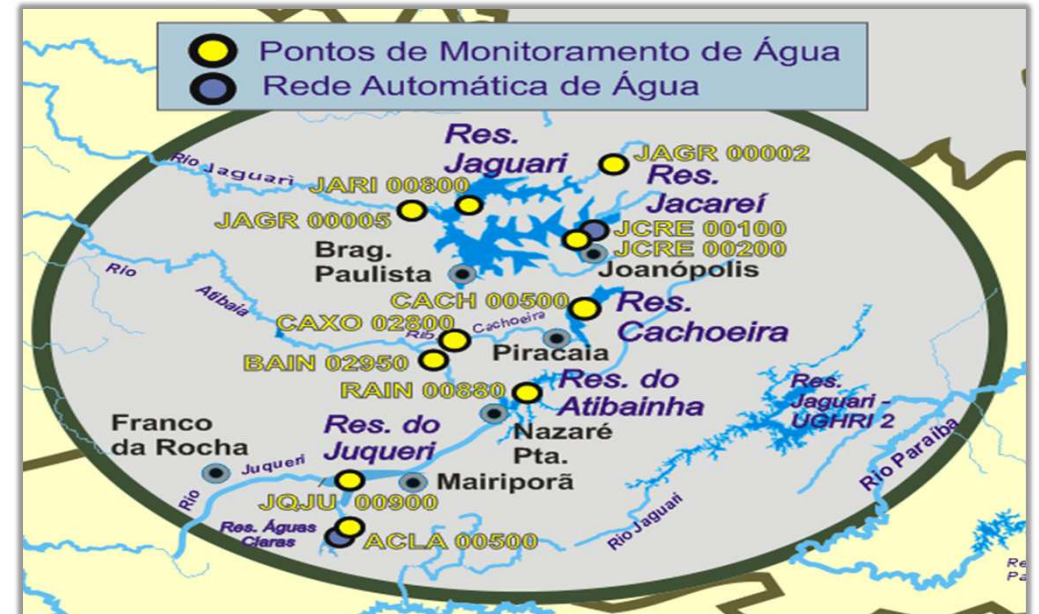 Pontos de Monitoramento de Água
Rede Automática de Água
Res.
Jaguari
JAGR 00002
Rio Jaguari
Res.
Jacareí
JARI 00800
JAGR 00005
JCRE 00100
JCRE 00200
Brag.
Paulista
Joanópolis
Rio
Atibaia
CACH 00500
Res.
Cachoeira
CAXO 02800
Rib. Cachoeira
Piracaia
BAIN 02950
RAIN 00880
Res. do
Atibainha
Res.
Jaguari -
UGHRI 2
Franco
da Rocha
Res. do
Juqueri
Nazaré
Pta.
Rio Paraíba
Juqueri
Rio
Mairiporã
JQJU 00900
Rio Jaguari
Res. Águas
Claras
ACLA 00500
Re
Pa